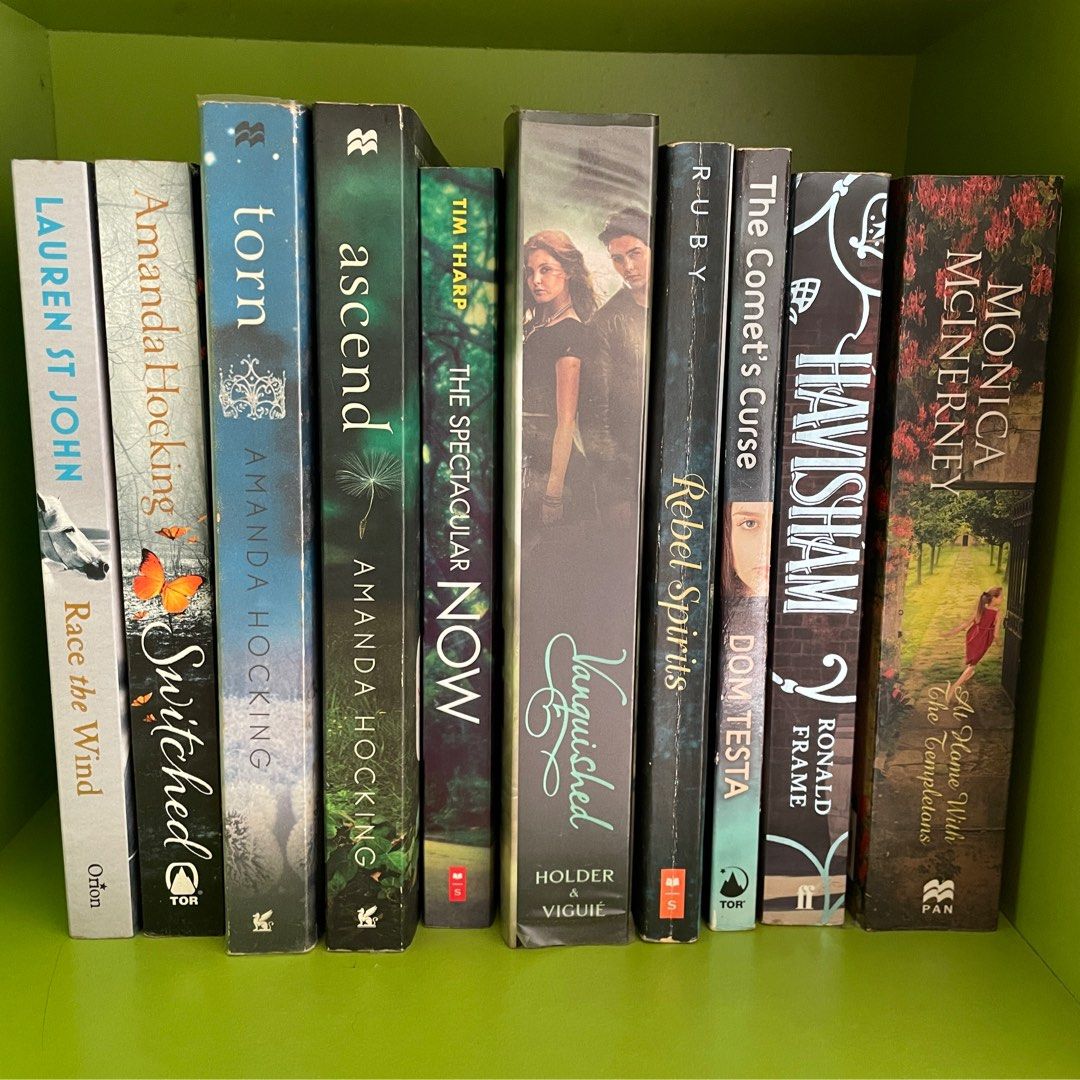 LAUREN ST JOHN
Race the Wind
Orion
Amanda Hocking
Switched
TOR
torn
AMANDA HOCKING
ascend
AMANDA HOCKING
TIM THARP
THE SPECTACULAR NOW
S
Vanquished
HOLDER
&
VIGUIÉ
RUBY
Rebel Spirits
S
The Comet's Curse
DOM TESTA
TOR
HAVISHAM
RONALD
FRAME
ff
MONICA
McINERNEY
At Home With
The Templetons
PAN